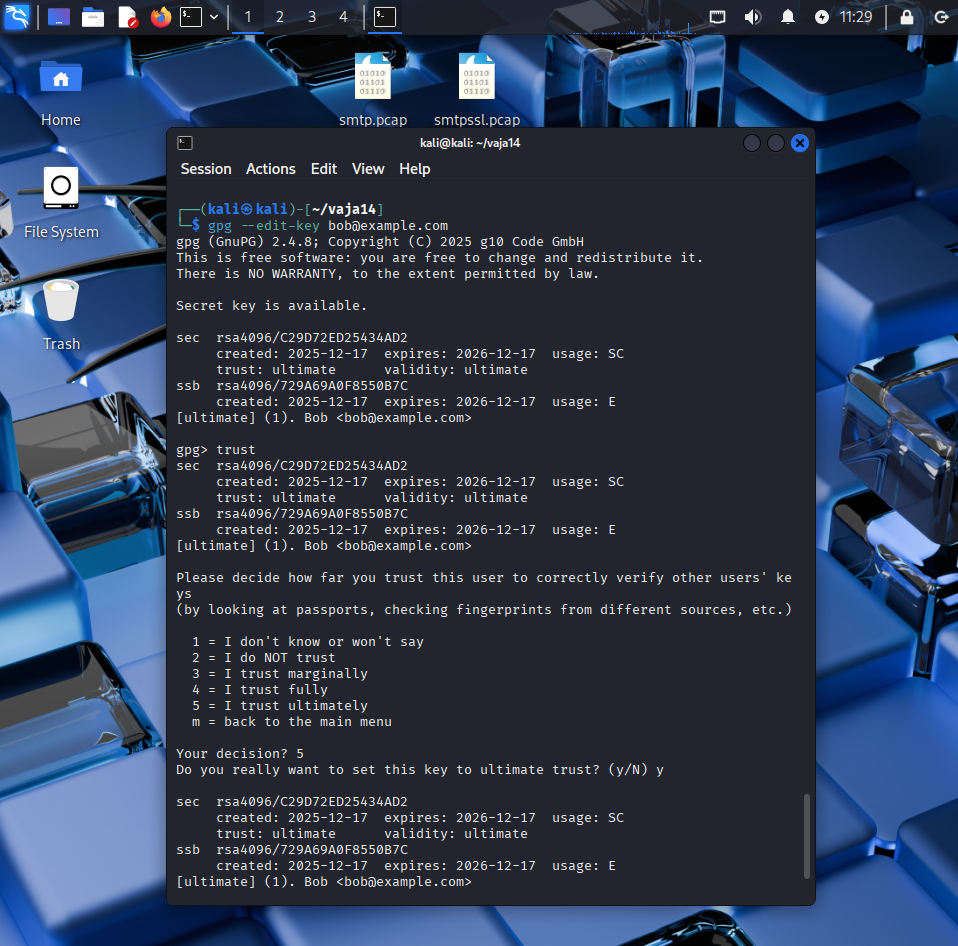 1 2 3 4 11:29
Home
smtp.pcap
smtpssl.pcap
File System
Trash
kali@kali: ~/vaja14
Session Actions Edit View Help
┌──(kali㉿kali)-[~/vaja14]
└─$ gpg --edit-key bob@example.com
gpg (GnuPG) 2.4.8; Copyright (C) 2025 g10 Code GmbH
This is free software: you are free to change and redistribute it.
There is NO WARRANTY, to the extent permitted by law.
Secret key is available.
sec  rsa4096/C29D72ED25434AD2
     created: 2025-12-17  expires: 2026-12-17  usage: SC
     trust: ultimate      validity: ultimate
ssb  rsa4096/729A69A0F8550B7C
     created: 2025-12-17  expires: 2026-12-17  usage: E
[ultimate] (1). Bob <bob@example.com>
gpg> trust
sec  rsa4096/C29D72ED25434AD2
     created: 2025-12-17  expires: 2026-12-17  usage: SC
     trust: ultimate      validity: ultimate
ssb  rsa4096/729A69A0F8550B7C
     created: 2025-12-17  expires: 2026-12-17  usage: E
[ultimate] (1). Bob <bob@example.com>
Please decide how far you trust this user to correctly verify other users' ke
ys
(by looking at passports, checking fingerprints from different sources, etc.)
  1 = I don't know or won't say
  2 = I do NOT trust
  3 = I trust marginally
  4 = I trust fully
  5 = I trust ultimately
  m = back to the main menu
Your decision? 5
Do you really want to set this key to ultimate trust? (y/N) y
sec  rsa4096/C29D72ED25434AD2
     created: 2025-12-17  expires: 2026-12-17  usage: SC
     trust: ultimate      validity: ultimate
ssb  rsa4096/729A69A0F8550B7C
     created: 2025-12-17  expires: 2026-12-17  usage: E
[ultimate] (1). Bob <bob@example.com>